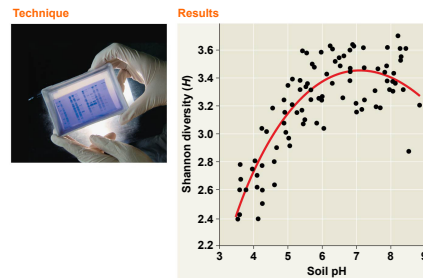 Technique
Results
Shannon diversity (H)
3.6
3.4
3.2
3.0
2.8
2.6
2.4
2.2
3 4 5 6 7 8 9
Soil pH